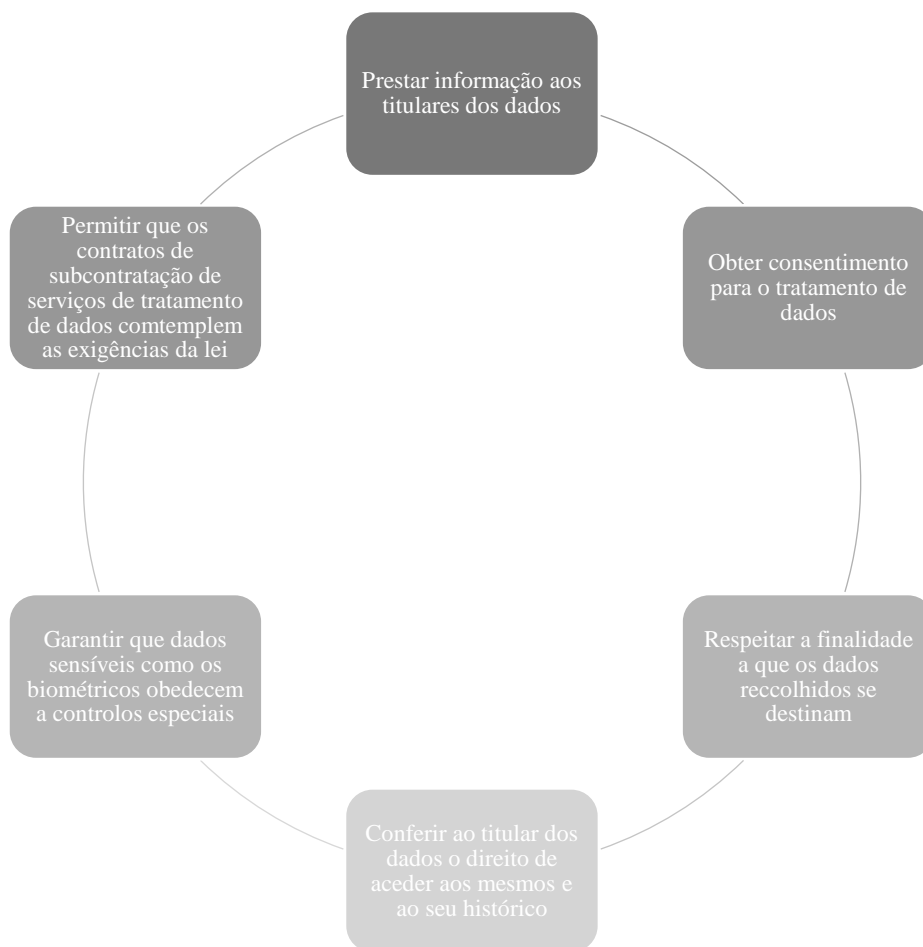 Prestar informação aos
titulares dos dados
Obter consentimento
para o tratamento de
dados
Respeitar a finalidade
a que os dados
reccolhidos se
destinam
Conferir ao titular dos
dados o direito de
aceder aos mesmos e
ao seu histórico
Garantir que dados
sensíveis como os
biométricos obedecem
a controlos especiais
Permitir que os
contratos de
subcontratação de
serviços de tratamento
de dados comtemplem
as exigências da lei